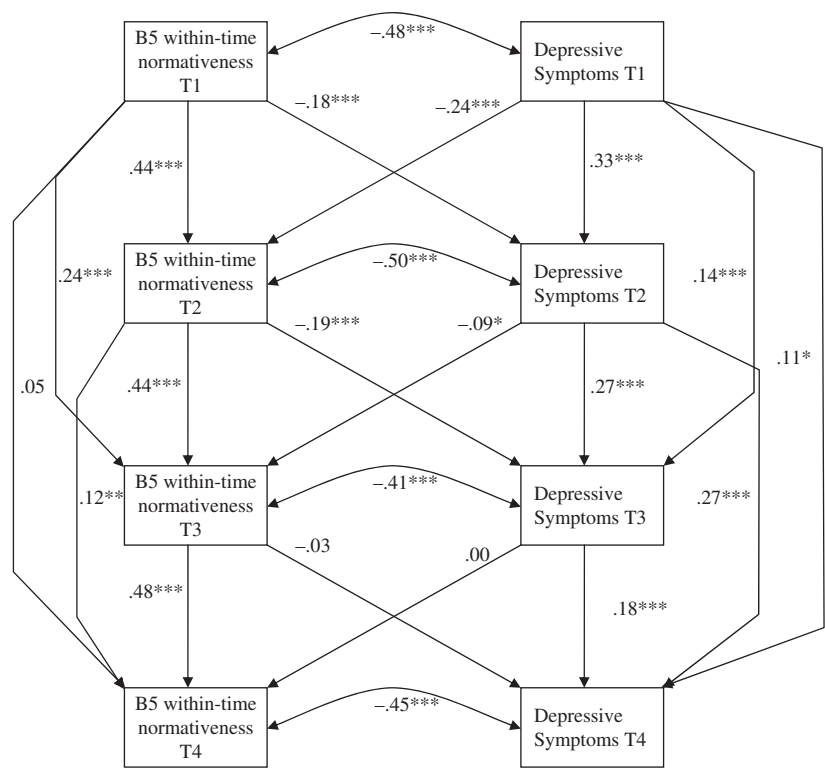 B5 within-time
normativeness
T1
–.48***
Depressive
Symptoms T1
–.18***
–.24***
.44***
.33***
B5 within-time
normativeness
T2
–.50***
Depressive
Symptoms T2
.24***
.14***
–.19***
–.09*
.05
.44***
.27***
.11*
B5 within-time
normativeness
T3
–.41***
Depressive
Symptoms T3
.12**
.27***
–.03
.00
.48***
.18***
B5 within-time
normativeness
T4
–.45***
Depressive
Symptoms T4